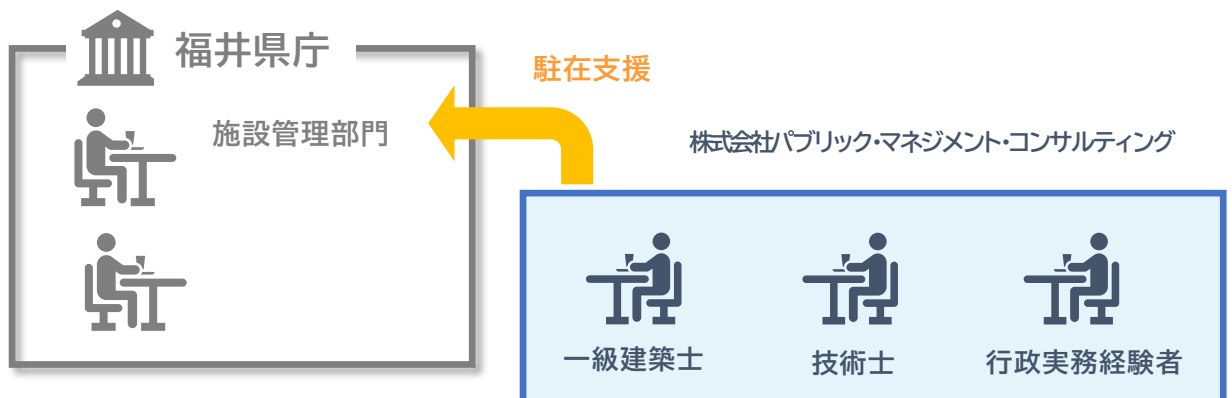 福井県庁
施設管理部門
駐在支援
株式会社パブリック・マネジメント・コンサルティング
一級建築士
技術士
行政実務経験者